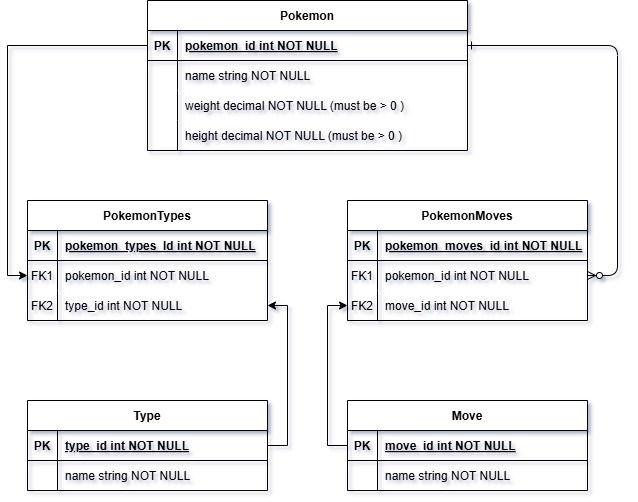 Pokemon
PK pokemon_id int NOT NULL
name string NOT NULL
weight decimal NOT NULL (must be > 0 )
height decimal NOT NULL (must be > 0 )
PokemonTypes
PK pokemon_types_Id int NOT NULL
FK1 pokemon_id int NOT NULL
FK2 type_id int NOT NULL
PokemonMoves
PK pokemon_moves_id int NOT NULL
FK1 pokemon_id int NOT NULL
FK2 move_id int NOT NULL
Type
PK type_id int NOT NULL
name string NOT NULL
Move
PK move_id int NOT NULL
name string NOT NULL